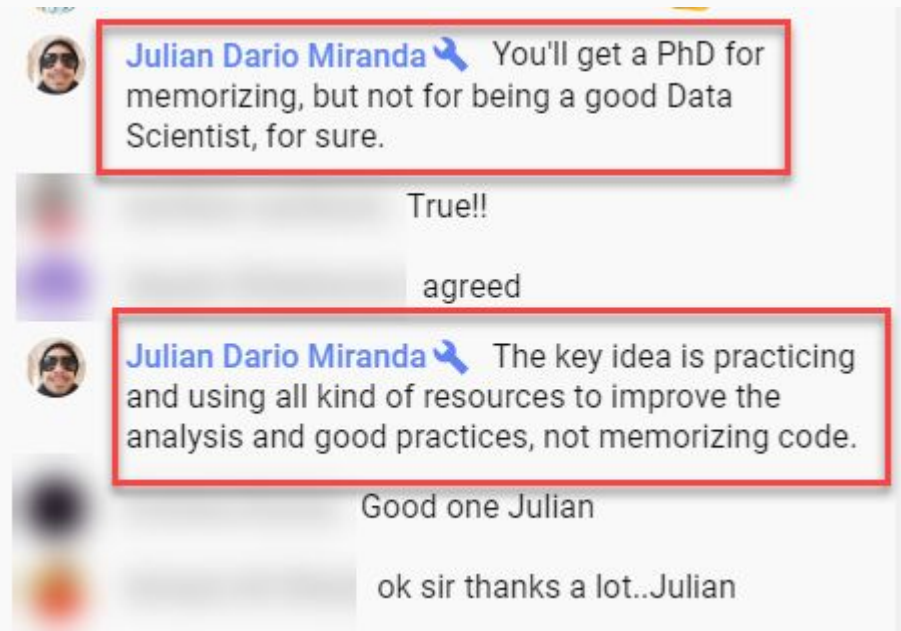 Julian Dario Miranda You'll get a PhD for
memorizing, but not for being a good Data
Scientist, for sure.
True!!
agreed
Julian Dario Miranda The key idea is practicing
and using all kind of resources to improve the
analysis and good practices, not memorizing code.
Good one Julian
ok sir thanks a lot..Julian